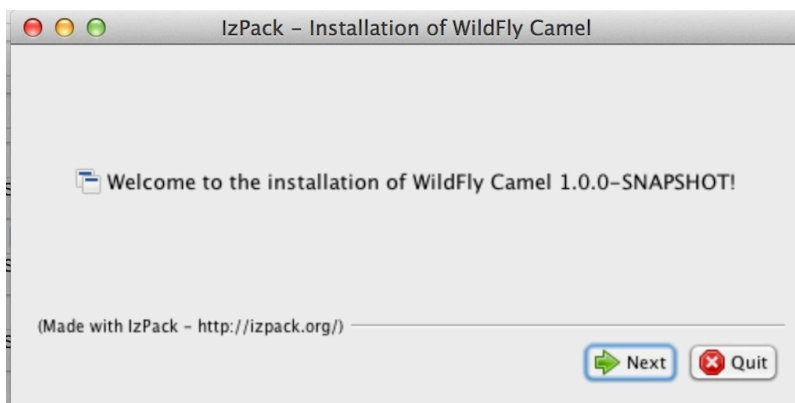 IzPack - Installation of WildFly Camel
Welcome to the installation of WildFly Camel 1.0.0-SNAPSHOT!
(Made with IzPack - http://izpack.org/)
Next
Quit